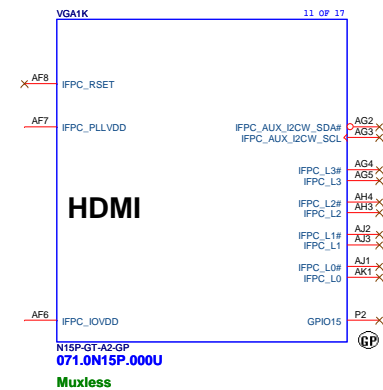 VGA1K 11 OF 17
AF8 IFPC_RSET
AF7 IFPC_PLLVDD
IFPC_AUX_I2CW_SDA# AG2
IFPC_AUX_I2CW_SCL AG3
IFPC_L3# AG4
IFPC_L3 AG5
IFPC_L2# AH4
IFPC_L2 AH3
HDMI
IFPC_L1# AJ2
IFPC_L1 AJ3
IFPC_L0# AJ1
IFPC_L0 AK1
AF6 IFPC_IOVDD
GPIO15 P2
GP
N15P-GT-A2-GP
071.0N15P.000U
Muxless